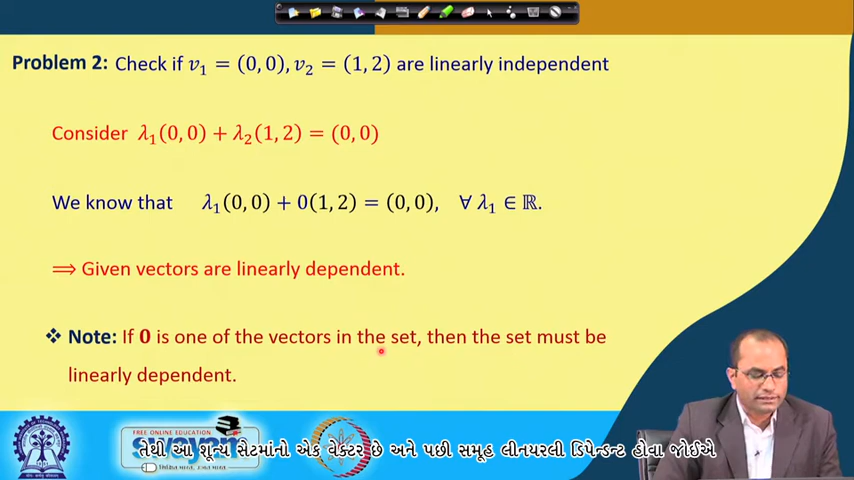 Problem 2: Check if v₁ = (0, 0), v₂ = (1, 2) are linearly independent
Consider λ₁(0, 0) + λ₂(1, 2) = (0, 0)
We know that λ₁(0, 0) + 0(1, 2) = (0, 0), ∀ λ₁ ∈ ℝ.
⟹ Given vectors are linearly dependent.
❖ Note: If 0 is one of the vectors in the set, then the set must be
linearly dependent.
FREE ONLINE EDUCATION
swayam
તેથી આ શૂન્ય સેટમાંનો એક વેક્ટર છે અને પછી સમૂહ લીનયરલી ડિપેન્ડન્ટ હોવા જોઈએ